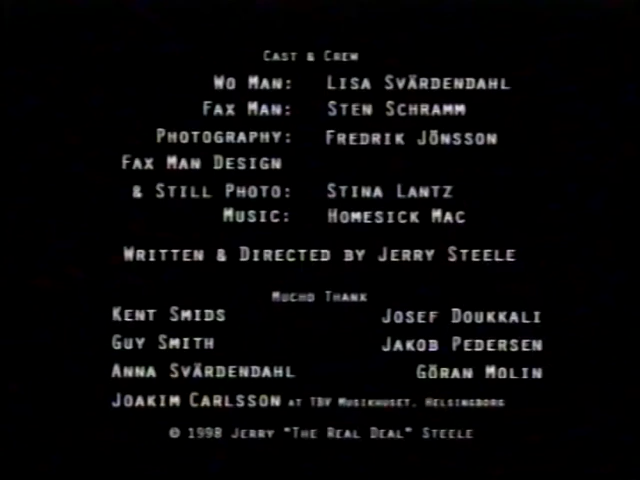 Cast & Crew
Wo Man: Lisa Svärdendahl
Fax Man: Sten Schramm
Photography: Fredrik Jönsson
Fax Man Design
& Still Photo: Stina Lantz
Music: Homesick Mac
Written & Directed by Jerry Steele
Mucho Thank
Kent Smids Josef Doukkali
Guy Smith Jakob Pedersen
Anna Svärdendahl Göran Molin
Joakim Carlsson at TBV Musikhuset, Helsingborg
© 1998 Jerry "The Real Deal" Steele